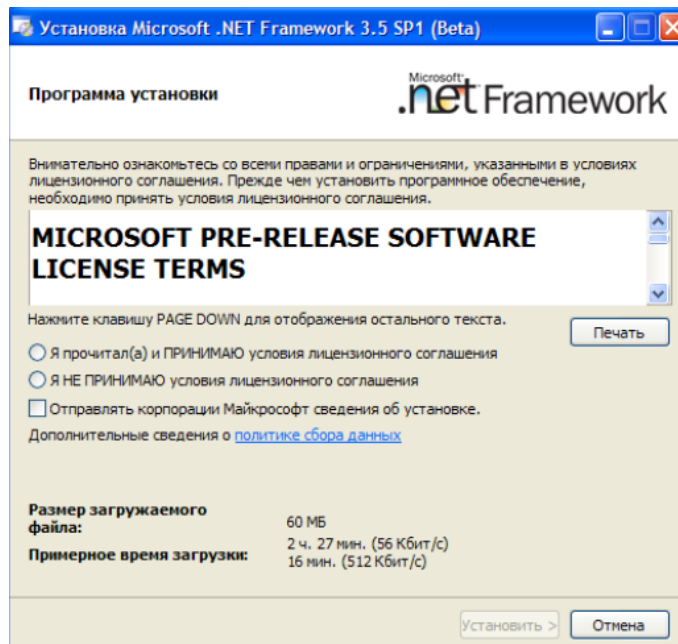 Установка Microsoft .NET Framework 3.5 SP1 (Beta)
Программа установки
Microsoft
.net Framework
Внимательно ознакомьтесь со всеми правами и ограничениями, указанными в условиях
лицензионного соглашения. Прежде чем установить программное обеспечение,
необходимо принять условия лицензионного соглашения.
MICROSOFT PRE-RELEASE SOFTWARE
LICENSE TERMS
Нажмите клавишу PAGE DOWN для отображения остального текста.
Печать
Я прочитал(а) и ПРИНИМАЮ условия лицензионного соглашения
Я НЕ ПРИНИМАЮ условия лицензионного соглашения
Отправлять корпорации Майкрософт сведения об установке.
Дополнительные сведения о политике сбора данных
Размер загружаемого
файла:
60 МБ
Примерное время загрузки:
2 ч. 27 мин. (56 Кбит/с)
16 мин. (512 Кбит/с)
Установить >
Отмена